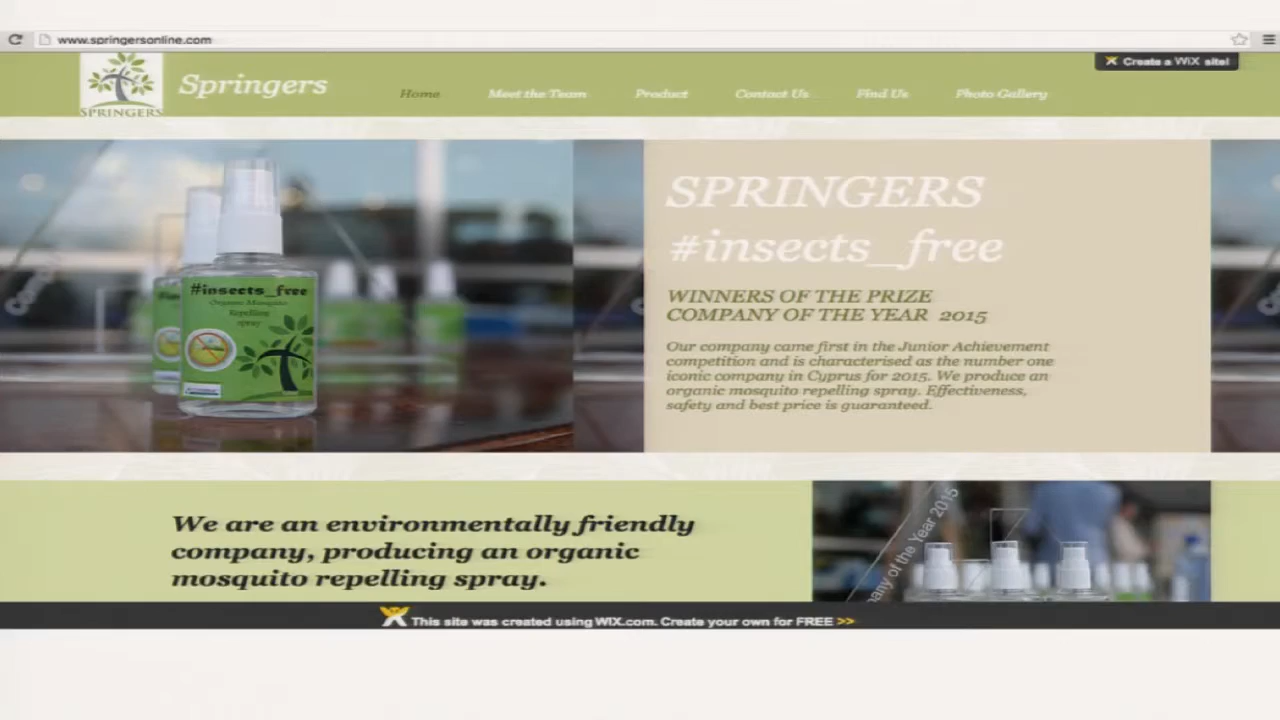 www.springersonline.com
Create a WiX site!
SPRINGERS
Springers
Home
Meet the Team
Product
Contact Us
Find Us
Photo Gallery
#insects_free
Organic Mosquito
Repelling
spray
SPRINGERS
#insects_free
WINNERS OF THE PRIZE
COMPANY OF THE YEAR 2015
Our company came first in the Junior Achievement
competition and is characterised as the number one
iconic company in Cyprus for 2015. We produce an
organic mosquito repelling spray. Effectiveness,
safety and best price is guaranteed.
We are an environmentally friendly
company, producing an organic
mosquito repelling spray.
any of the Year 2015
This site was created using WIX.com. Create your own for FREE >>